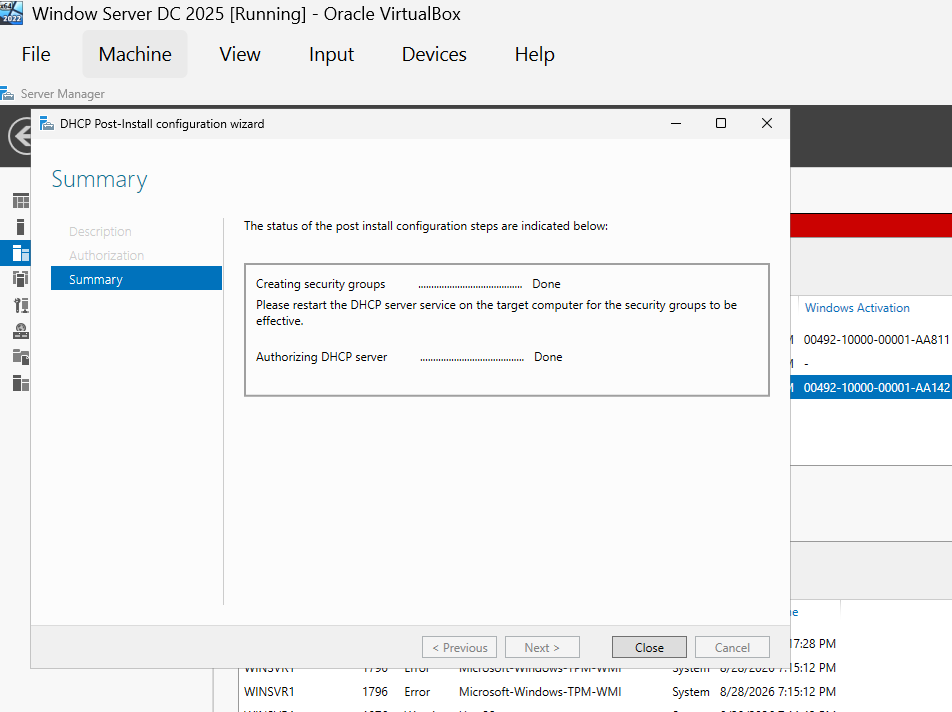 Window Server DC 2025 [Running] - Oracle VirtualBox
File Machine View Input Devices Help
Server Manager
DHCP Post-Install configuration wizard
Summary
Description
Authorization
Summary
The status of the post install configuration steps are indicated below:
Creating security groups ........................................ Done
Please restart the DHCP server service on the target computer for the security groups to be
effective.
Authorizing DHCP server ........................................ Done
< Previous Next > Close Cancel
Windows Activation
00492-10000-00001-AA811
-
00492-10000-00001-AA142
17:28 PM
WINSVR1 1796 Error Microsoft-Windows-TPM-WMI System 8/28/2026 7:15:12 PM
WINSVR1 1796 Error Microsoft-Windows-TPM-WMI System 8/28/2026 7:15:12 PM